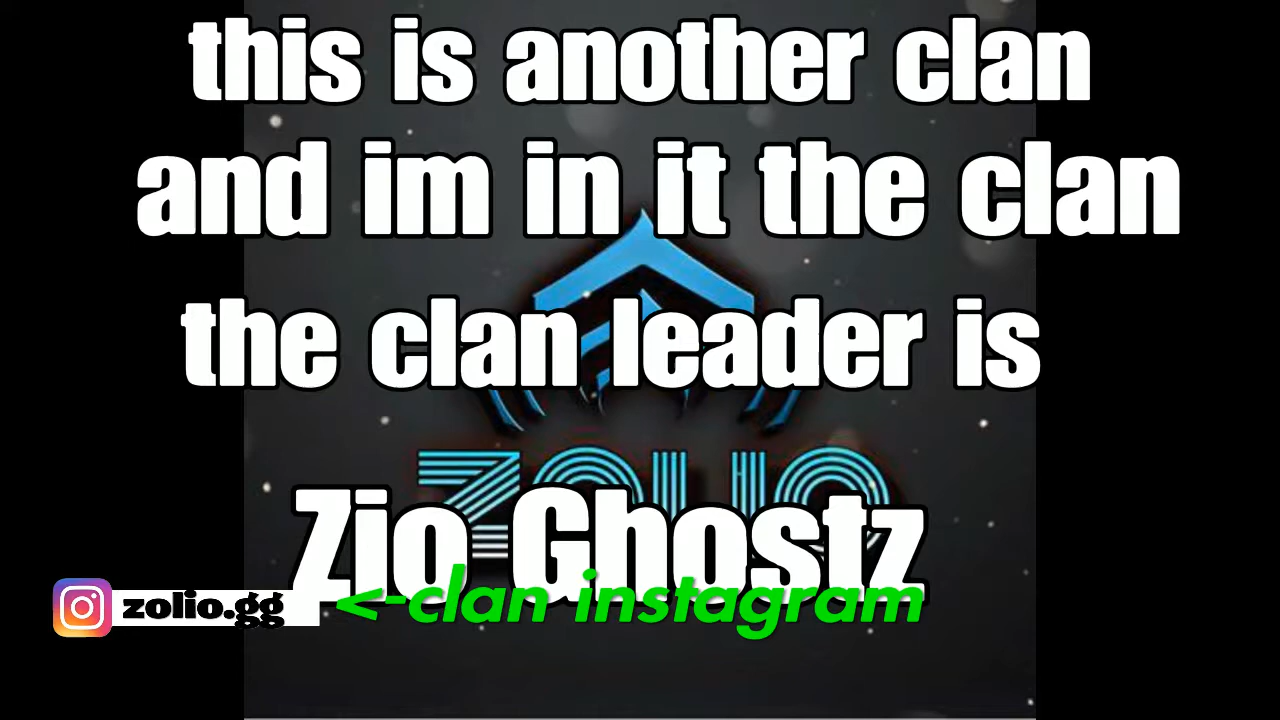 this is another clan
and im in it the clan
the clan leader is
ZOLIO
Zio Ghostz
zolio.gg <-clan instagram